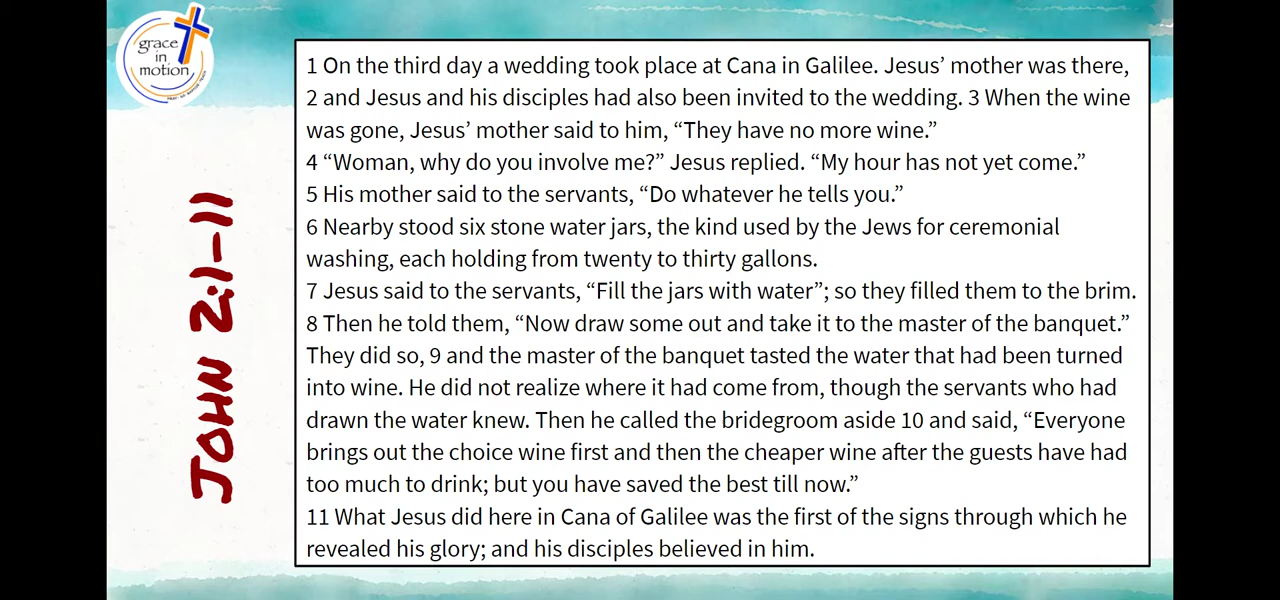 grace
in
motion
JOHN 2:1-11
1 On the third day a wedding took place at Cana in Galilee. Jesus’ mother was there,
2 and Jesus and his disciples had also been invited to the wedding. 3 When the wine
was gone, Jesus’ mother said to him, “They have no more wine.”
4 “Woman, why do you involve me?” Jesus replied. “My hour has not yet come.”
5 His mother said to the servants, “Do whatever he tells you.”
6 Nearby stood six stone water jars, the kind used by the Jews for ceremonial
washing, each holding from twenty to thirty gallons.
7 Jesus said to the servants, “Fill the jars with water”; so they filled them to the brim.
8 Then he told them, “Now draw some out and take it to the master of the banquet.”
They did so, 9 and the master of the banquet tasted the water that had been turned
into wine. He did not realize where it had come from, though the servants who had
drawn the water knew. Then he called the bridegroom aside 10 and said, “Everyone
brings out the choice wine first and then the cheaper wine after the guests have had
too much to drink; but you have saved the best till now.”
11 What Jesus did here in Cana of Galilee was the first of the signs through which he
revealed his glory; and his disciples believed in him.